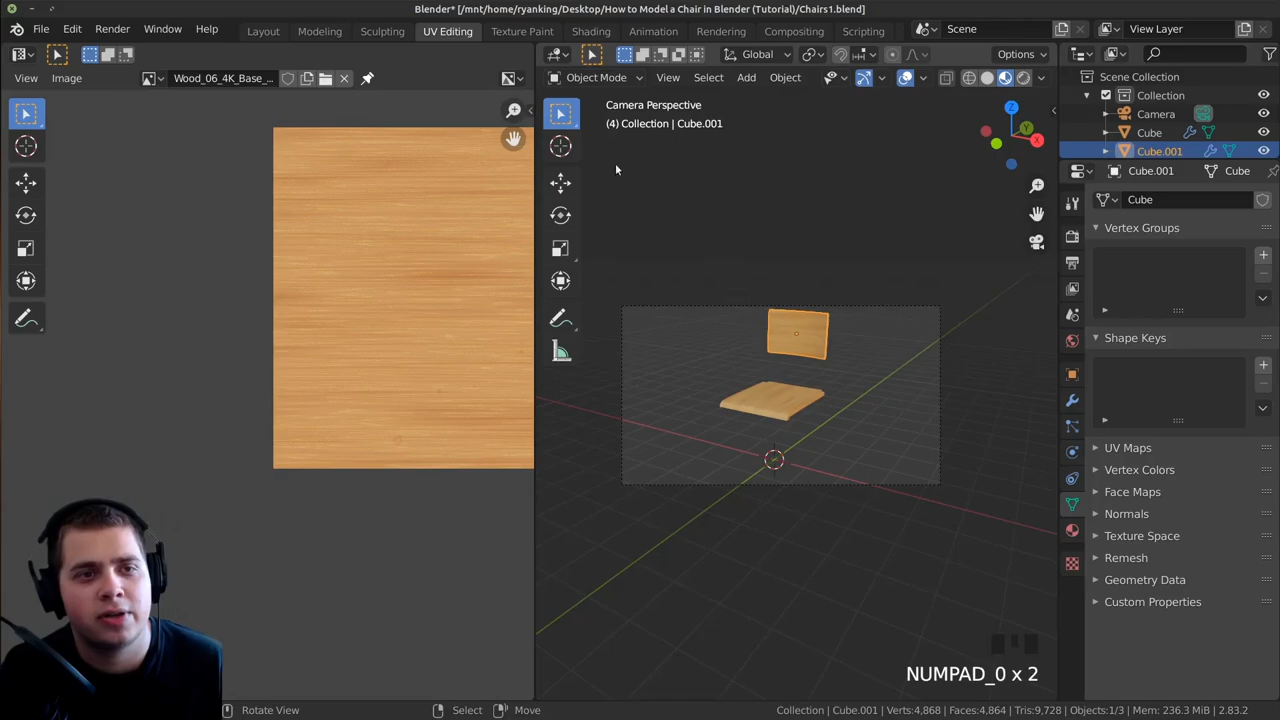 Blender* [/mnt/home/ryanking/Desktop/How to Model a Chair in Blender (Tutorial)/Chairs1.blend]
File Edit Render Window Help Layout Modeling Sculpting UV Editing Texture Paint Shading Animation Rendering Compositing Scripting Scene View Layer
Global Options
View Image Wood_06_4K_Base_... Object Mode View Select Add Object
Scene Collection
Collection
Camera
Cube
Cube.001
Camera Perspective
(4) Collection | Cube.001
Z
Y
X
Cube.001 Cube
Cube
Vertex Groups
Shape Keys
UV Maps
Vertex Colors
Face Maps
Normals
Texture Space
Remesh
Geometry Data
Custom Properties
NUMPAD_0 x 2
Rotate View Select Move Collection | Cube.001 | Verts:4,868 | Faces:4,864 | Tris:9,728 | Objects:1/3 | Mem: 236.3 MiB | 2.83.2